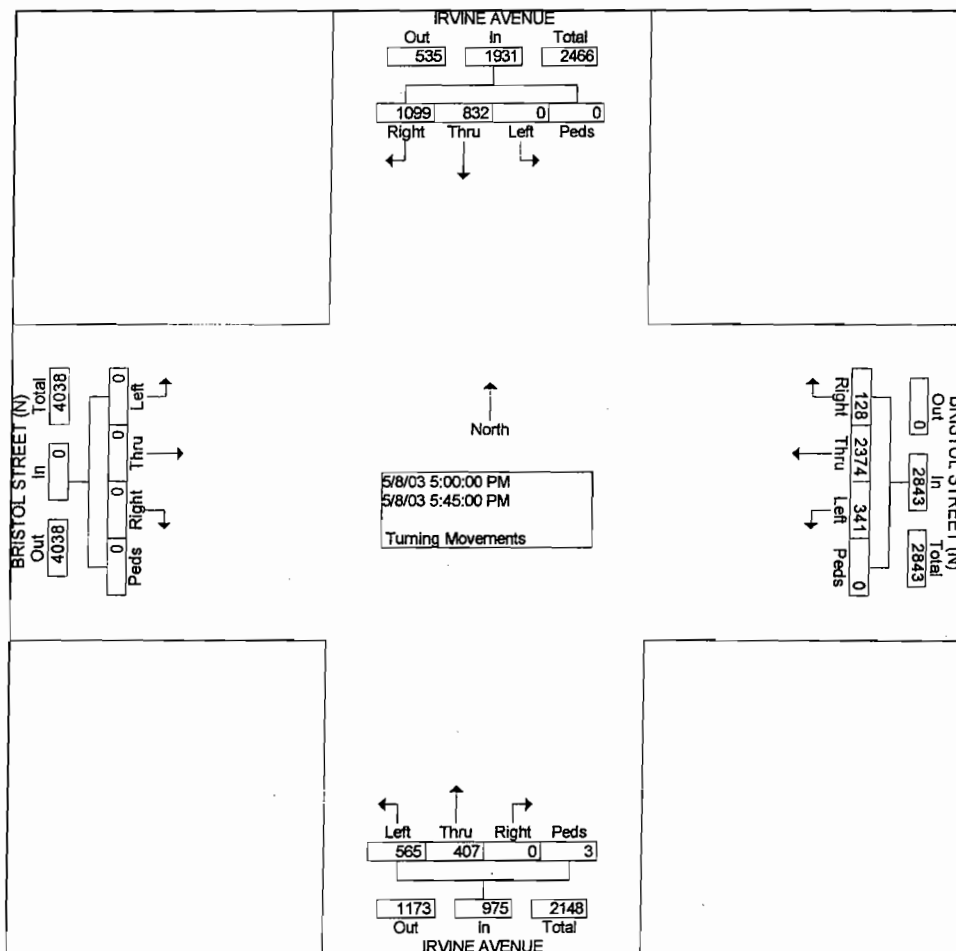 IRVINE AVENUE
Out In Total
535 1931 2466
1099 832 0 0
Right Thru Left Peds
BRISTOL STREET (N)
Out In Total
4038 0 4038
0 0 0 0
Left Thru Right Peds
North
5/8/03 5:00:00 PM
5/8/03 5:45:00 PM
Turning Movements
Right Thru Left Peds
128 2374 341 0
0 2843 2843
Out In Total
BRISTOL STREET (N)
Left Thru Right Peds
565 407 0 3
1173 975 2148
Out In Total
IRVINE AVENUE